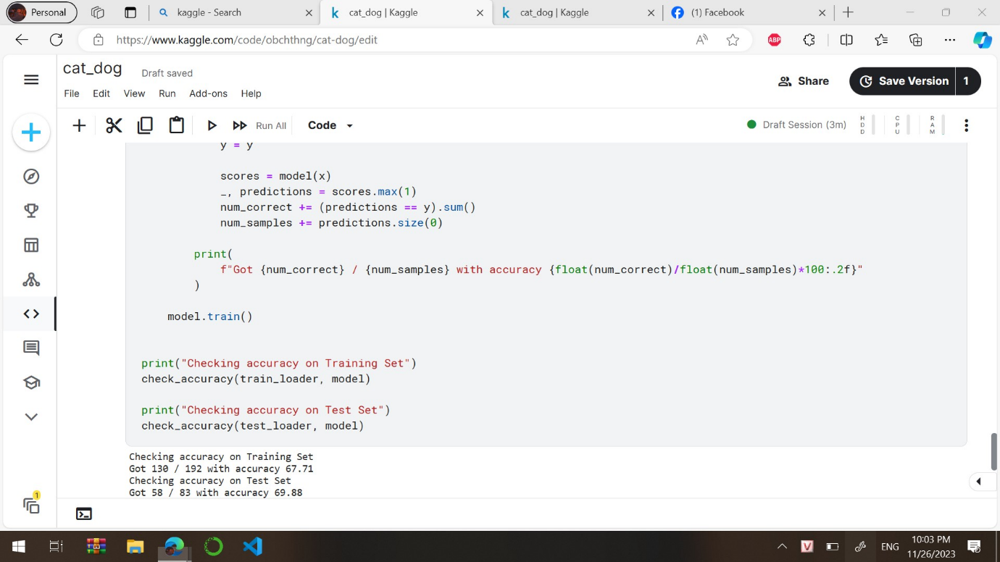 Personal
kaggle - Search
cat_dog | Kaggle
cat_dog | Kaggle
(1) Facebook
https://www.kaggle.com/code/obchthng/cat-dog/edit
ABP
cat_dog
Draft saved
File Edit View Run Add-ons Help
Share
Save Version
1
Run All
Code
Draft Session (3m)
HDD
CPU
RAM
y = y
scores = model(x)
_, predictions = scores.max(1)
num_correct += (predictions == y).sum()
num_samples += predictions.size(0)
print(
f"Got {num_correct} / {num_samples} with accuracy {float(num_correct)/float(num_samples)*100:.2f}"
)
model.train()
print("Checking accuracy on Training Set")
check_accuracy(train_loader, model)
print("Checking accuracy on Test Set")
check_accuracy(test_loader, model)
Checking accuracy on Training Set
Got 130 / 192 with accuracy 67.71
Checking accuracy on Test Set
Got 58 / 83 with accuracy 69.88
1
V
ENG
10:03 PM
11/26/2023